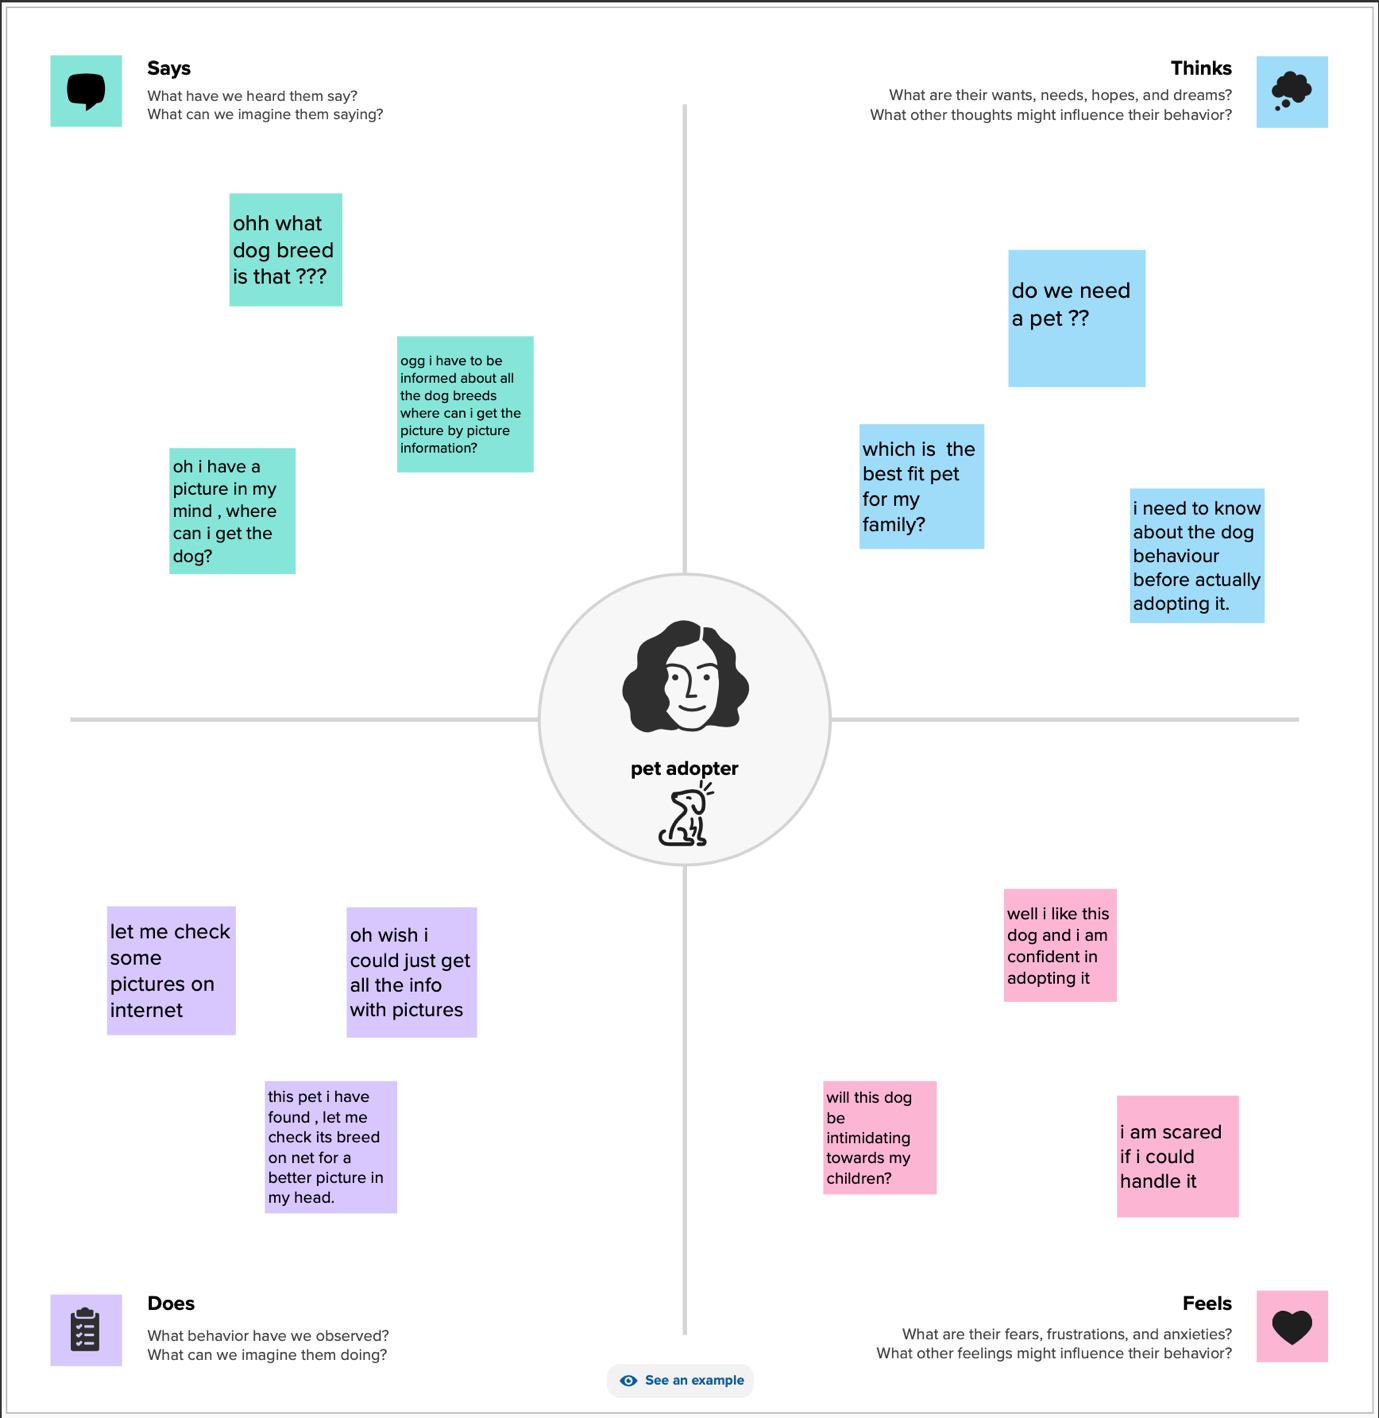 Says
What have we heard them say?
What can we imagine them saying?
Thinks
What are their wants, needs, hopes, and dreams?
What other thoughts might influence their behavior?
ohh what
dog breed
is that ???
ogg i have to be
informed about all
the dog breeds
where can i get the
picture by picture
information?
oh i have a
picture in my
mind , where
can i get the
dog?
do we need
a pet ??
which is  the
best fit pet
for my
family?
i need to know
about the dog
behaviour
before actually
adopting it.
pet adopter
let me check
some
pictures on
internet
oh wish i
could just get
all the info
with pictures
this pet i have
found , let me
check its breed
on net for a
better picture in
my head.
well i like this
dog and i am
confident in
adopting it
will this dog
be
intimidating
towards my
children?
i am scared
if i could
handle it
Does
What behavior have we observed?
What can we imagine them doing?
Feels
What are their fears, frustrations, and anxieties?
What other feelings might influence their behavior?
See an example